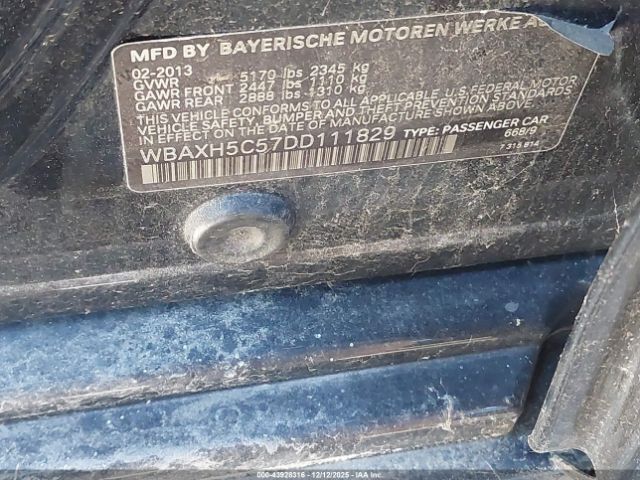 MFD BY BAYERISCHE MOTOREN WERKE A
02-2013
GVWR 5170 lbs 2345 kg
GAWR FRONT 2447 lbs 1110 kg
GAWR REAR 2888 lbs 1310 kg
THIS VEHICLE CONFORMS TO ALL APPLICABLE U.S. FEDERAL MOTOR
VEHICLE SAFETY, BUMPER, AND THEFT PREVENTION STANDARDS
IN EFFECT ON THE DATE OF MANUFACTURE SHOWN ABOVE.
WBAXH5C57DD111829 TYPE: PASSENGER CAR
668/9
7 315 814
000-43928316 - 12/12/2025 - IAAI.COM